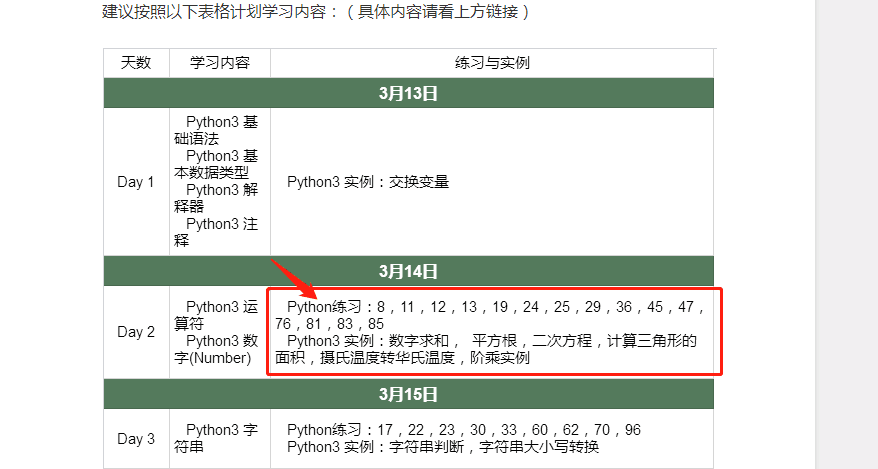 建议按照以下表格计划学习内容：（具体内容请看上方链接）
天数 学习内容 练习与实例
3月13日
Day 1
Python3 基
础语法
Python3 基
本数据类型
Python3 解
释器
Python3 注
释
Python3 实例：交换变量
3月14日
Day 2
Python3 运
算符
Python3 数
字(Number)
Python练习：8，11，12，13，19，24，25，29，36，45，47，
76，81，83，85
Python3 实例：数字求和， 平方根，二次方程，计算三角形的
面积，摄氏温度转华氏温度，阶乘实例
3月15日
Day 3
Python3 字
符串
Python练习：17，22，23，30，33，60，62，70，96
Python3 实例：字符串判断，字符串大小写转换